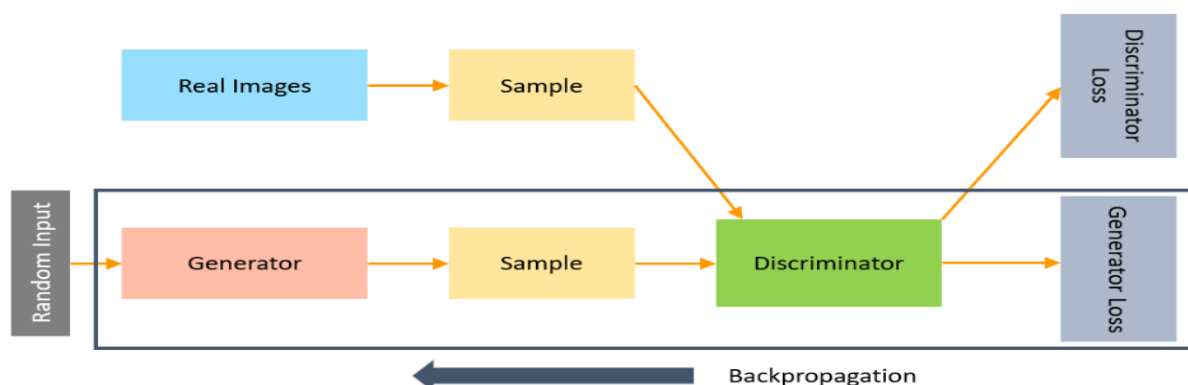 Real Images
Sample
Discriminator
Loss
Random Input
Generator
Sample
Discriminator
Generator Loss
Backpropagation